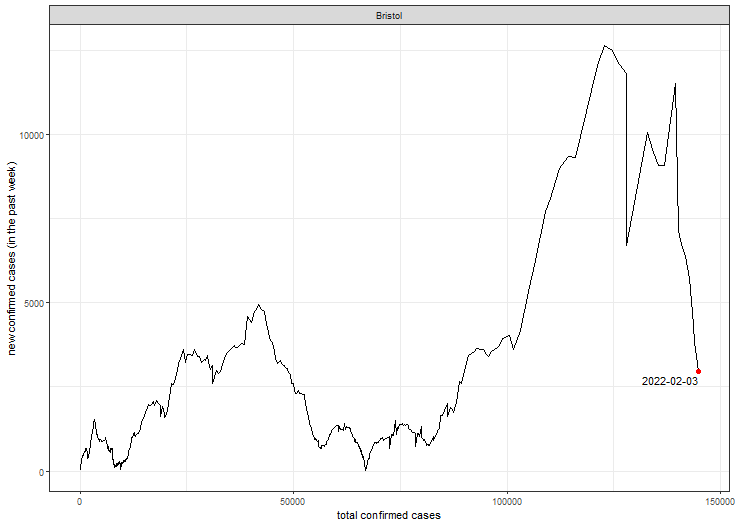 Bristol
new confirmed cases (in the past week)
10000
5000
0
2022-02-03
0
50000
100000
150000
total confirmed cases